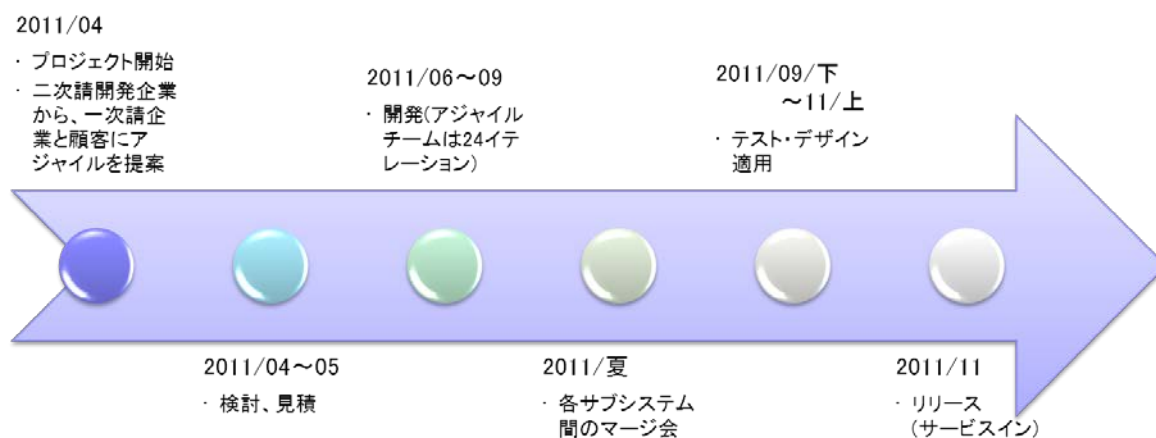 2011/04
・ プロジェクト開始
・ 二次請開発企業
から、一次請企
業と顧客にア
ジャイルを提案
2011/04～05
・ 検討、見積
2011/06～09
・ 開発(アジャイル
チームは24イテ
レーション)
2011/夏
・ 各サブシステム
間のマージ会
2011/09/下
～11/上
・ テスト・デザイン
適用
2011/11
・ リリース
(サービスイン)